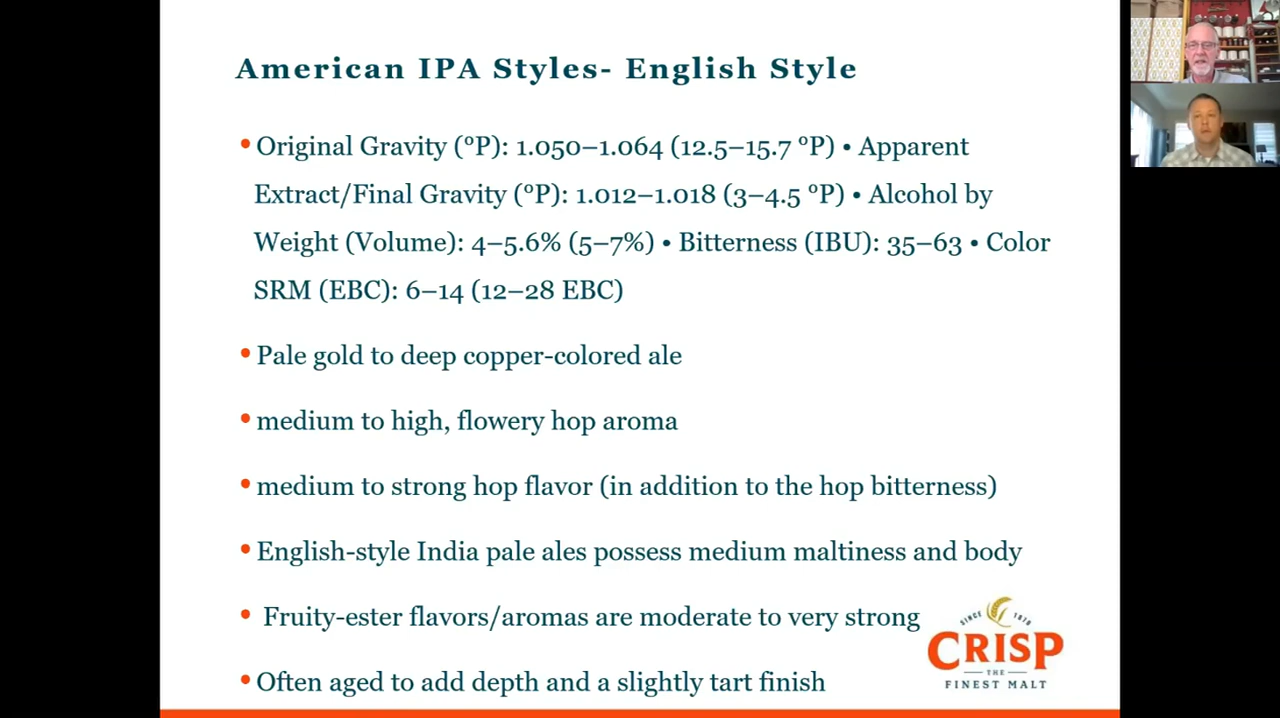 American IPA Styles- English Style
•Original Gravity (°P): 1.050–1.064 (12.5–15.7 °P) • Apparent
Extract/Final Gravity (°P): 1.012–1.018 (3–4.5 °P) • Alcohol by
Weight (Volume): 4–5.6% (5–7%) • Bitterness (IBU): 35–63 • Color
SRM (EBC): 6–14 (12–28 EBC)
•Pale gold to deep copper-colored ale
•medium to high, flowery hop aroma
•medium to strong hop flavor (in addition to the hop bitterness)
•English-style India pale ales possess medium maltiness and body
• Fruity-ester flavors/aromas are moderate to very strong
•Often aged to add depth and a slightly tart finish
SINCE 1870
CRISP
THE
FINEST MALT